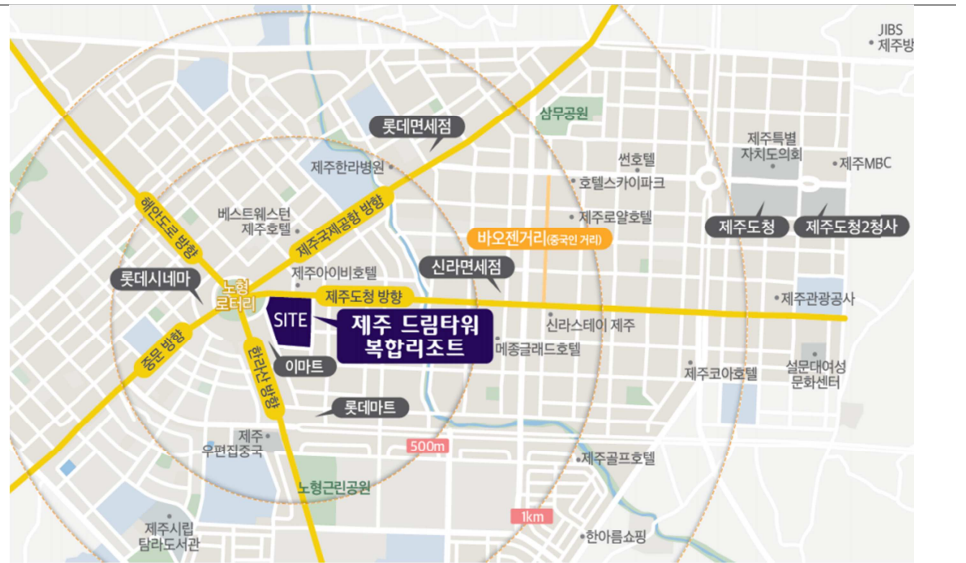 JIBS
제주방
삼무공원
롯데면세점
제주특별
자치도의회
제주MBC
썬호텔
호텔스카이파크
제주한라병원
해안도로 방향
베스트웨스턴
제주호텔
제주국제공항 방향
제주로얄호텔
제주도청
제주도청2청사
바오젠거리(중국인 거리)
신라면세점
롯데시네마
노형
로터리
제주아이비호텔
제주도청 방향
제주관광공사
SITE
제주 드림타워
복합리조트
신라스테이 제주
중문 방향
한라산 방향
이마트
메종글래드호텔
제주코아호텔
설문대여성
문화센터
롯데마트
제주
우편집중국
500m
제주골프호텔
노형근린공원
1km
제주시립
탐라도서관
한아름쇼핑